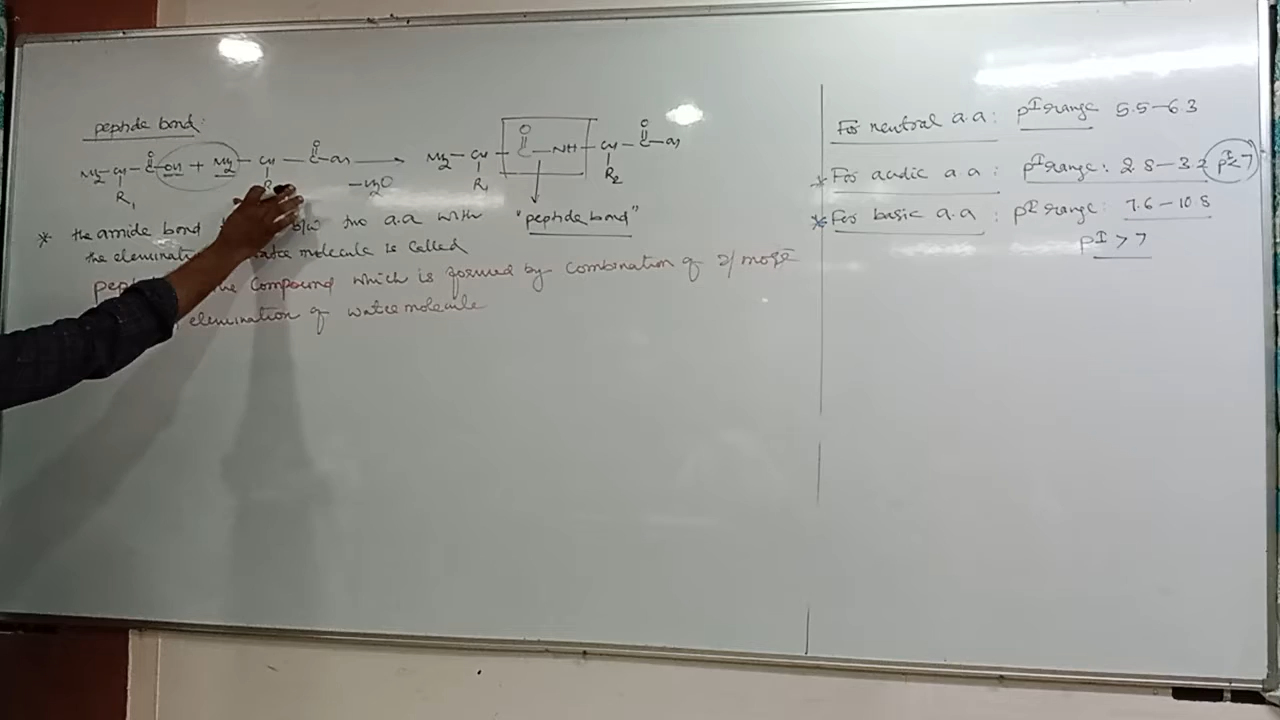 peptide bond:
NH2 – CH – C – OH + NH2 – CH – C – OH → NH2 – CH – C – NH – CH – C – OH
O O O O
R1 R –H2O R1 R2
* the amide bond b/w two a.a with "peptide bond"
the elemination water molecule is called
the compound which is formed by combination of 2/more
elemination of water molecule
For neutral a.a : pI range 5.5–6.3
* For acidic a.a : pI range : 2.8–3.2 pI<7
* For basic a.a : pI range : 7.6–10.8
pI > 7